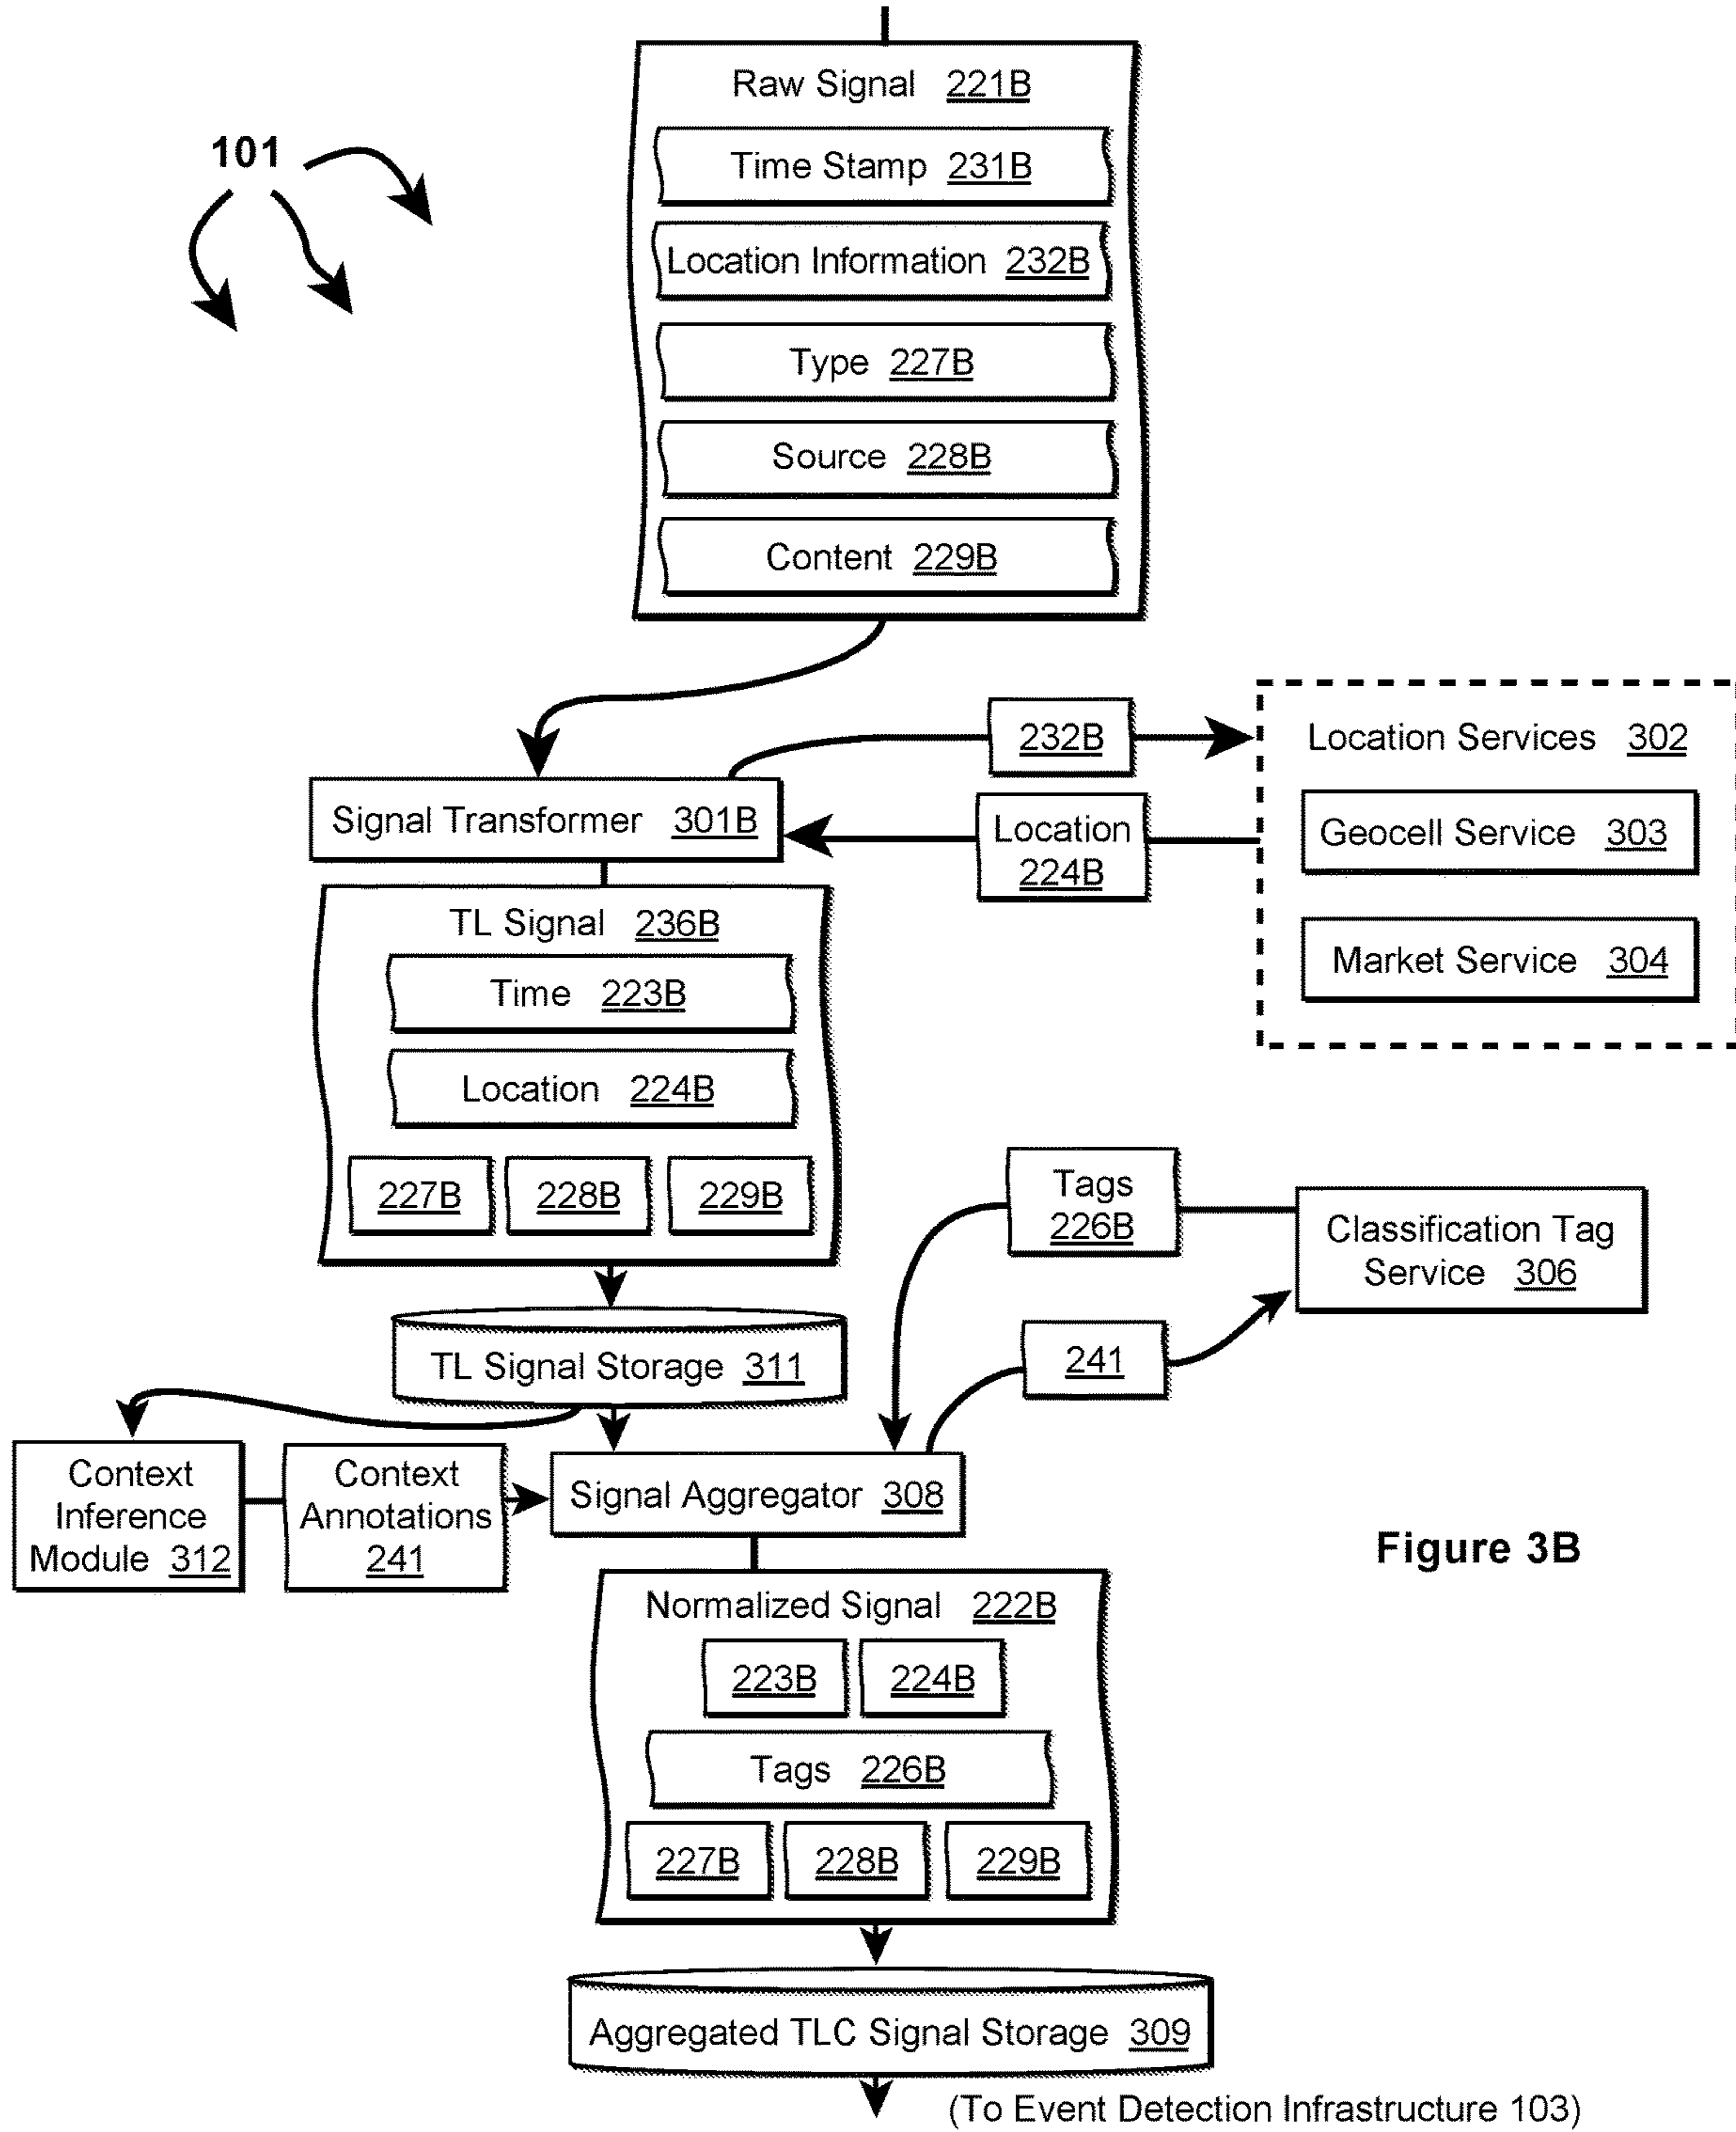 Raw Signal 221B
101
Time Stamp 231B
Location Information 232B
Type 227B
Source 228B
Content 229B
232B
Location Services 302
Signal Transformer 301B
Location
224B
Geocell Service 303
Market Service 304
TL Signal 236B
Time 223B
Location 224B
227B 228B 229B
Tags
226B
Classification Tag
Service 306
241
TL Signal Storage 311
Context
Inference
Module 312
Context
Annotations
241
Signal Aggregator 308
Figure 3B
Normalized Signal 222B
223B 224B
Tags 226B
227B 228B 229B
Aggregated TLC Signal Storage 309
(To Event Detection Infrastructure 103)